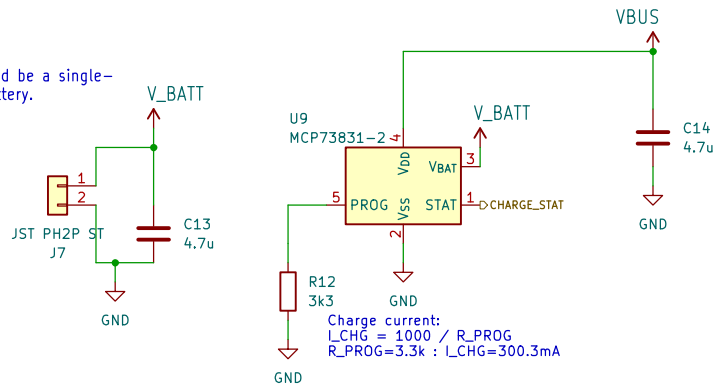 VBUS
d be a single-
tery.
V_BATT
U9
MCP73831-2
V_BATT
4
C14
4.7u
VDD
VBAT
3
1
2
5
PROG
VSS
STAT
1
CHARGE_STAT
JST PH2P ST
J7
C13
4.7u
2
GND
GND
GND
R12
3k3
GND
Charge current:
I_CHG = 1000 / R_PROG
R_PROG=3.3k : I_CHG=300.3mA
GND